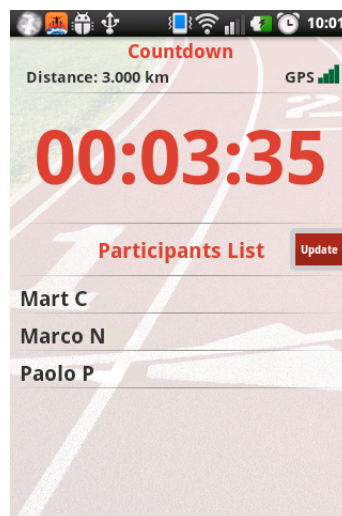 10:01
Countdown
Distance: 3.000 km GPS
00:03:35
Participants List Update
Mart C
Marco N
Paolo P